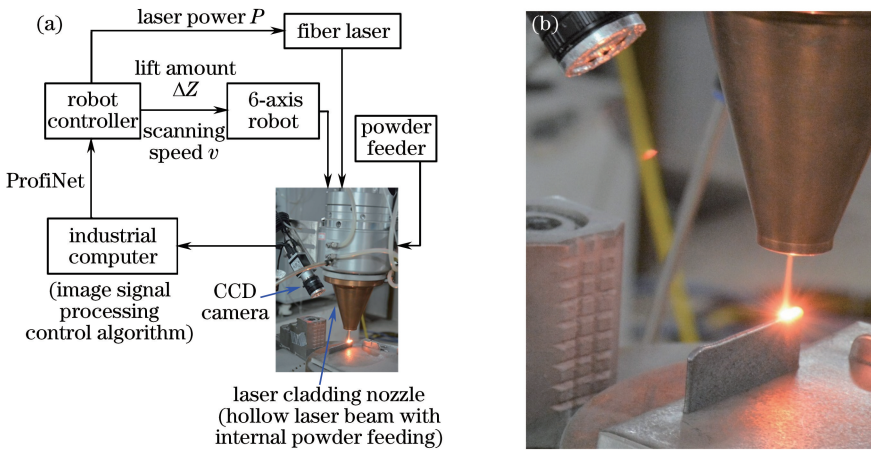 (a)
laser power P
fiber laser
lift amount
ΔZ
robot
controller
6-axis
robot
scanning
speed v
powder
feeder
ProfiNet
industrial
computer
(image signal
processing
control algorithm)
CCD
camera
laser cladding nozzle
(hollow laser beam with
internal powder feeding)
(b)